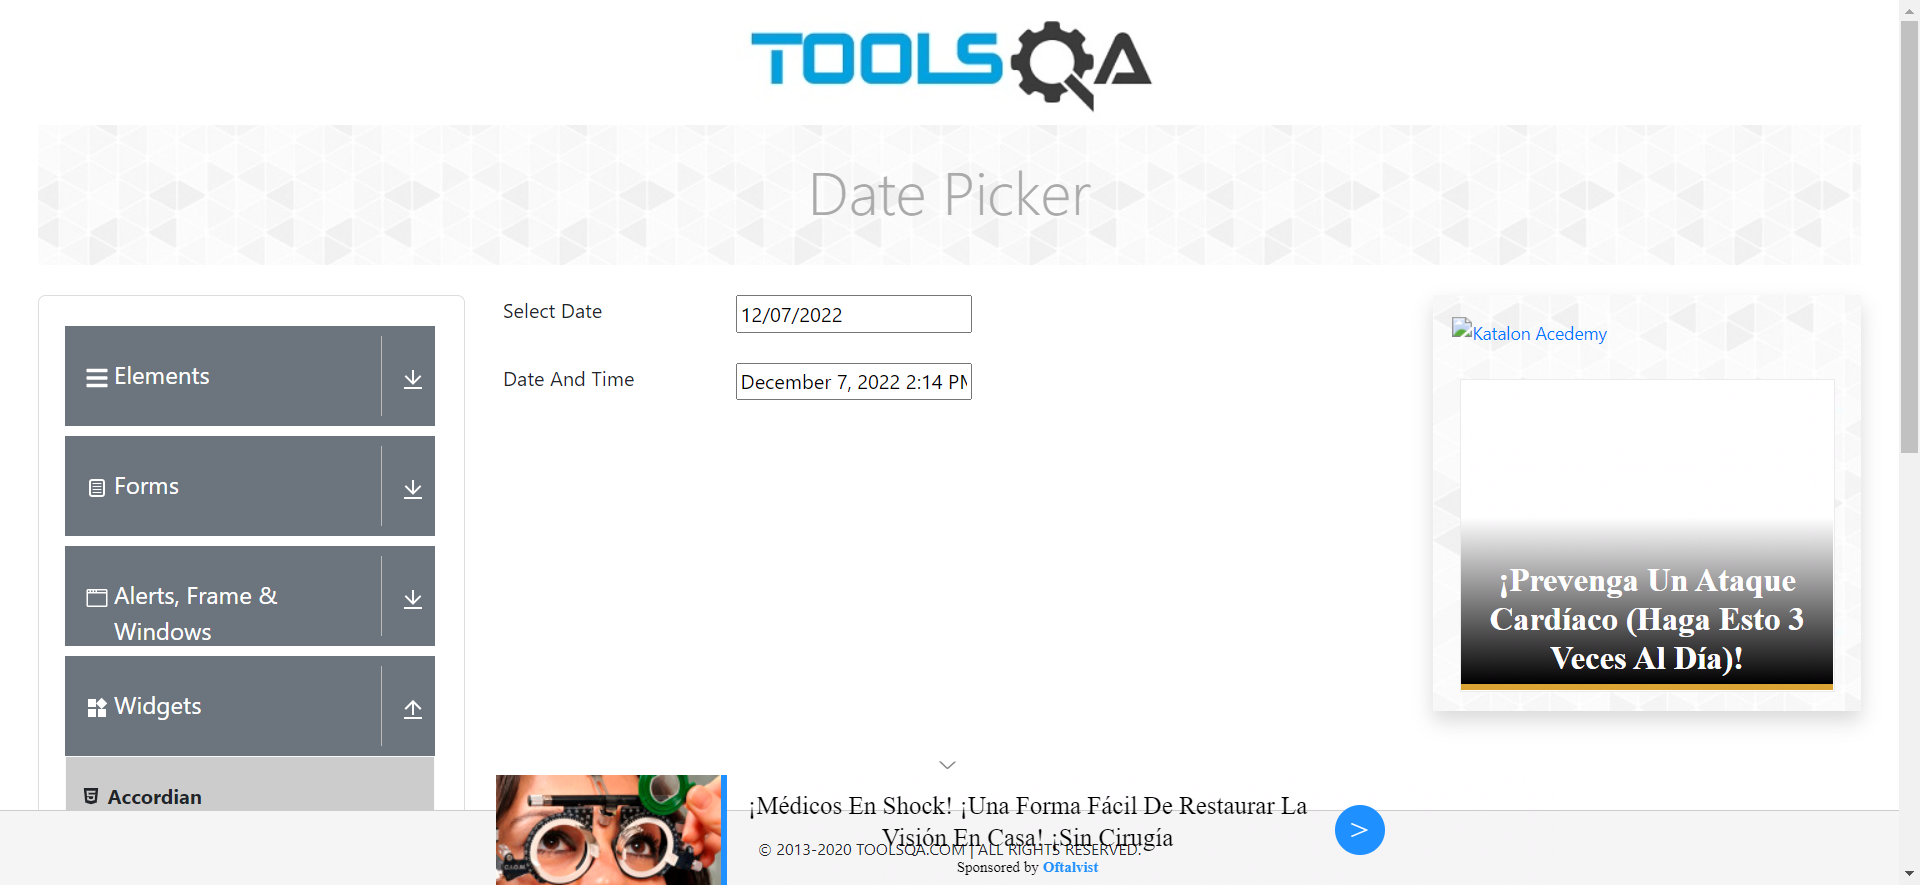 TOOLSQA
Date Picker
Elements
Forms
Alerts, Frame &
Windows
Widgets
Accordian
Select Date
12/07/2022
Date And Time
December 7, 2022 2:14 PM
Katalon Acedemy
¡Prevenga Un Ataque
Cardíaco (Haga Esto 3
Veces Al Día)!
¡Médicos En Shock! ¡Una Forma Fácil De Restaurar La
Visión En Casa! ¡Sin Cirugía
© 2013-2020 TOOLSQA.COM | ALL RIGHTS RESERVED.
Sponsored by Oftalvist